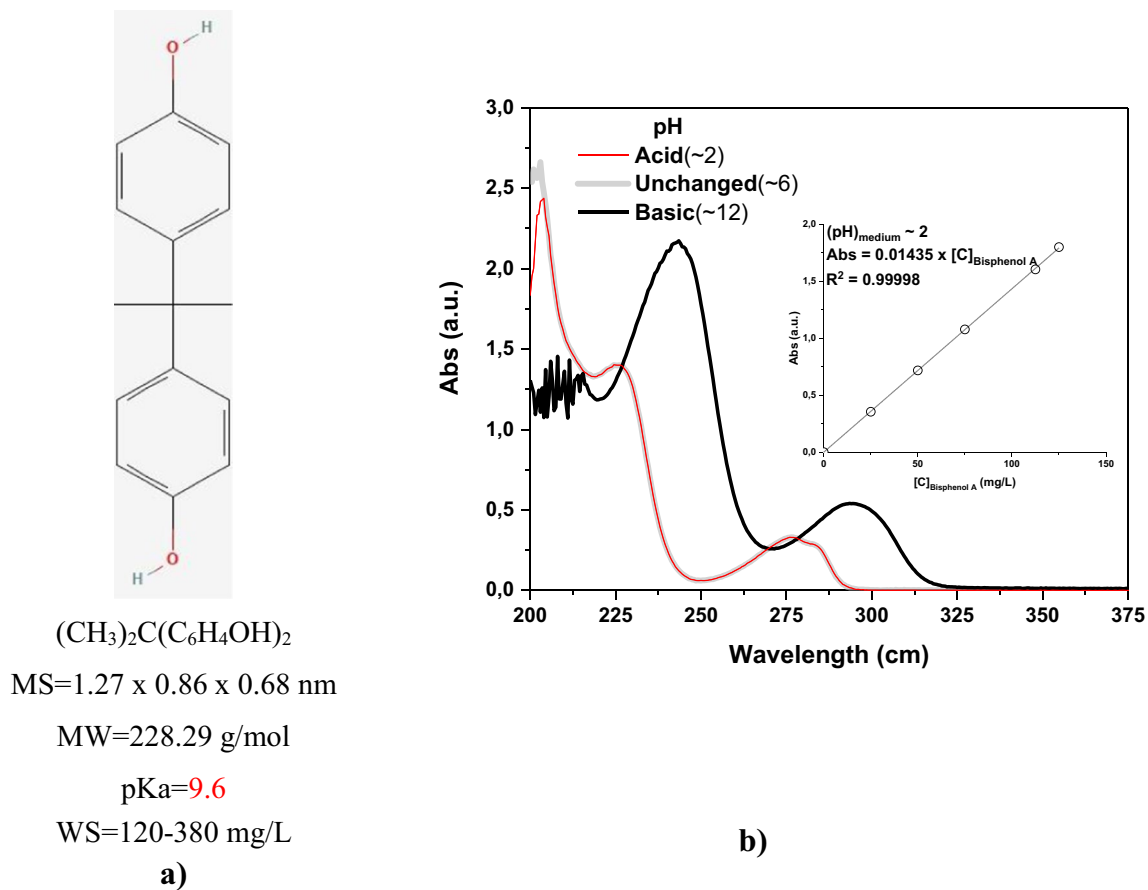 H
O
O
H
(CH₃)₂C(C₆H₄OH)₂
MS=1.27 x 0.86 x 0.68 nm
MW=228.29 g/mol
pKa=9.6
WS=120-380 mg/L
a)
3,0
2,5
2,0
1,5
1,0
0,5
0,0
Abs (a.u.)
200 225 250 275 300 325 350 375
Wavelength (cm)
pH
Acid(~2)
Unchanged(~6)
Basic(~12)
2,0
1,5
1,0
0,5
0,0
Abs (a.u.)
(pH)medium ~ 2
Abs = 0.01435 x [C]Bisphenol A
R² = 0.99998
0 50 100 150
[C]Bisphenol A (mg/L)
b)